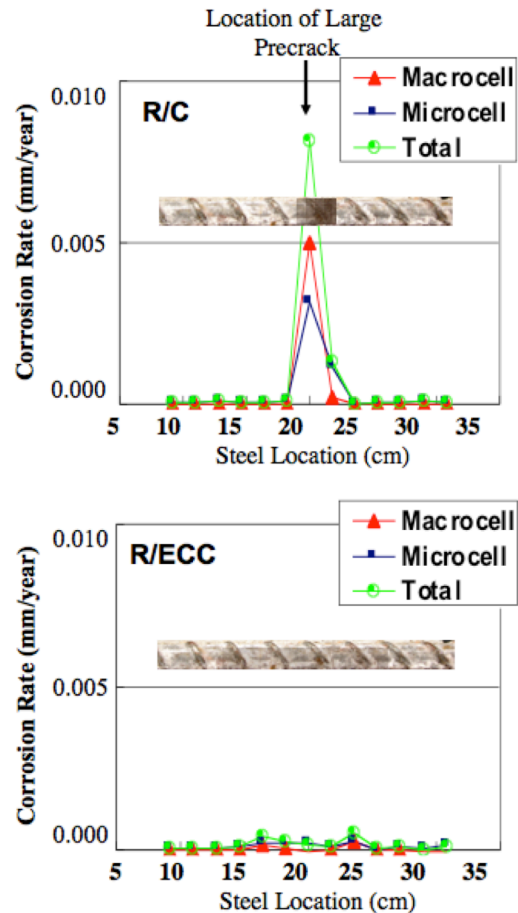 Location of Large
Precrack
Macrocell
Microcell
Total
R/C
Corrosion Rate (mm/year)
0.010
0.005
0.000
5 10 15 20 25 30 35
Steel Location (cm)
Macrocell
Microcell
Total
R/ECC
Corrosion Rate (mm/year)
0.010
0.005
0.000
5 10 15 20 25 30 35
Steel Location (cm)